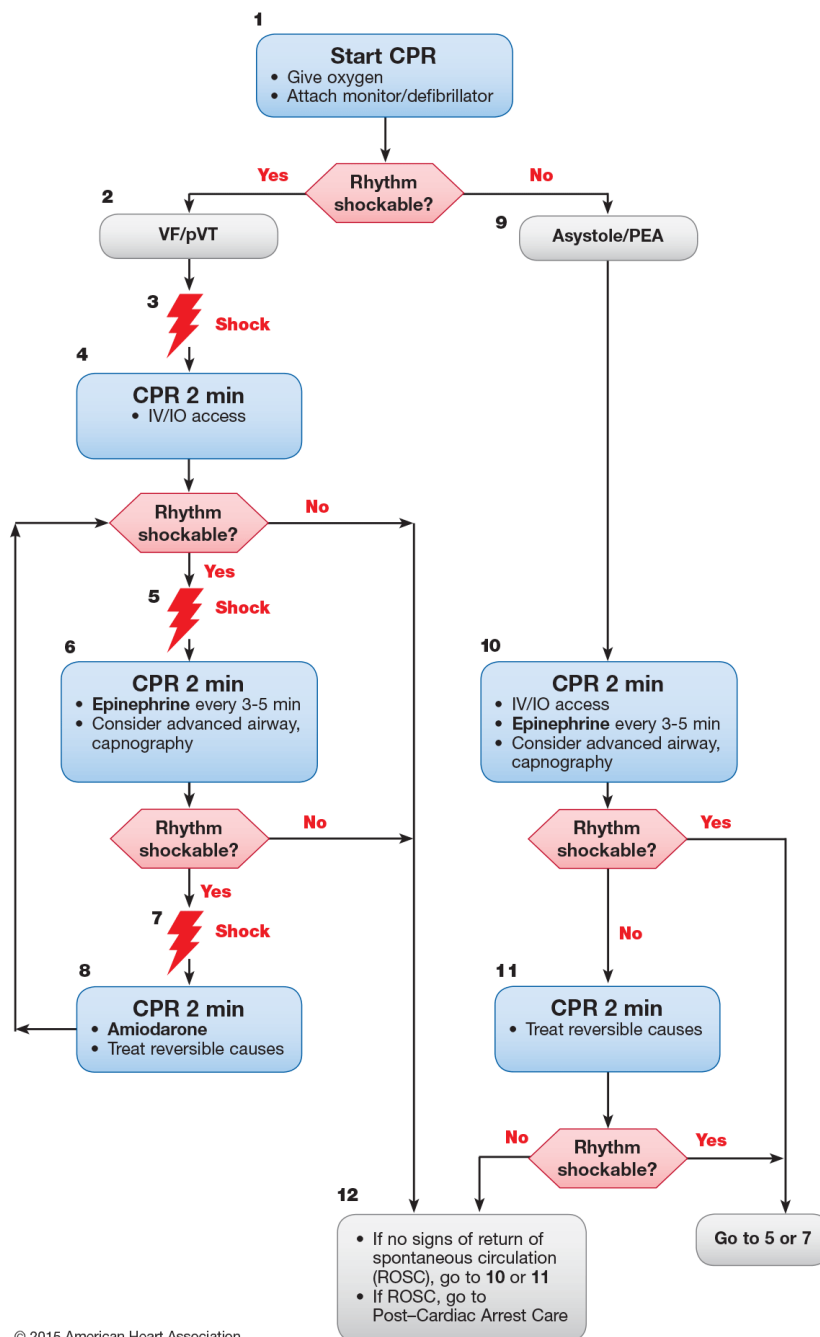 1
Start CPR
• Give oxygen
• Attach monitor/defibrillator
Rhythm
shockable?
Yes
No
2
VF/pVT
9
Asystole/PEA
3
Shock
4
CPR 2 min
• IV/IO access
Rhythm
shockable?
No
Yes
5
Shock
6
CPR 2 min
• Epinephrine every 3-5 min
• Consider advanced airway,
capnography
10
CPR 2 min
• IV/IO access
• Epinephrine every 3-5 min
• Consider advanced airway,
capnography
Rhythm
shockable?
No
Yes
Rhythm
shockable?
Yes
No
7
Shock
8
CPR 2 min
• Amiodarone
• Treat reversible causes
11
CPR 2 min
• Treat reversible causes
Rhythm
shockable?
No
Yes
12
• If no signs of return of
spontaneous circulation
(ROSC), go to 10 or 11
• If ROSC, go to
Post–Cardiac Arrest Care
Go to 5 or 7
© 2015 American Heart Association